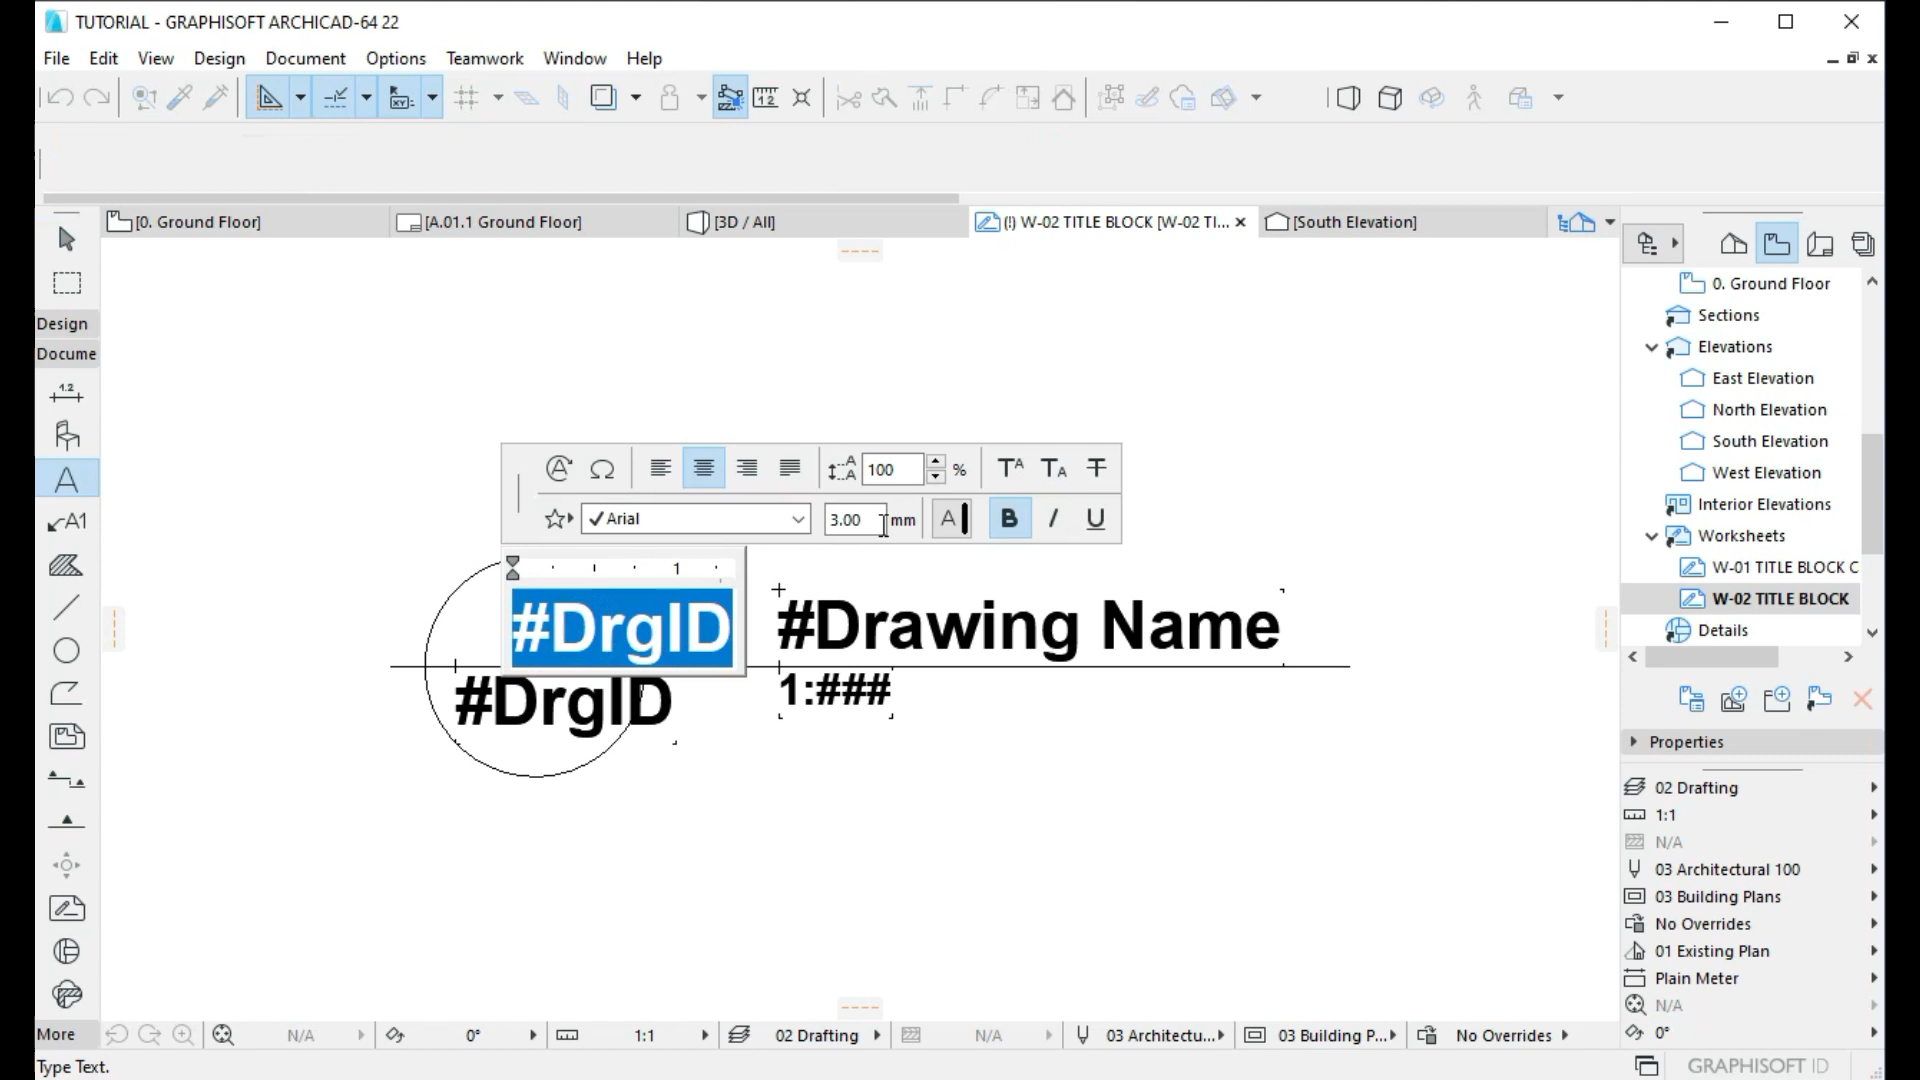 TUTORIAL - GRAPHISOFT ARCHICAD-64 22
File Edit View Design Document Options Teamwork Window Help
[0. Ground Floor] [A.01.1 Ground Floor] [3D / All] (!) W-02 TITLE BLOCK [W-02 TI... [South Elevation]
Design
Docume
1.2
A1
More
100 %
Arial 3.00 mm A B I U
1
#DrgID
#Drawing Name
#DrgID
1:###
0. Ground Floor
Sections
Elevations
East Elevation
North Elevation
South Elevation
West Elevation
Interior Elevations
Worksheets
W-01 TITLE BLOCK C
W-02 TITLE BLOCK
Details
Properties
02 Drafting
1:1
N/A
03 Architectural 100
03 Building Plans
No Overrides
01 Existing Plan
Plain Meter
N/A
0°
N/A 0° 1:1 02 Drafting N/A 03 Architectu... 03 Building P... No Overrides
Type Text.
GRAPHISOFT ID